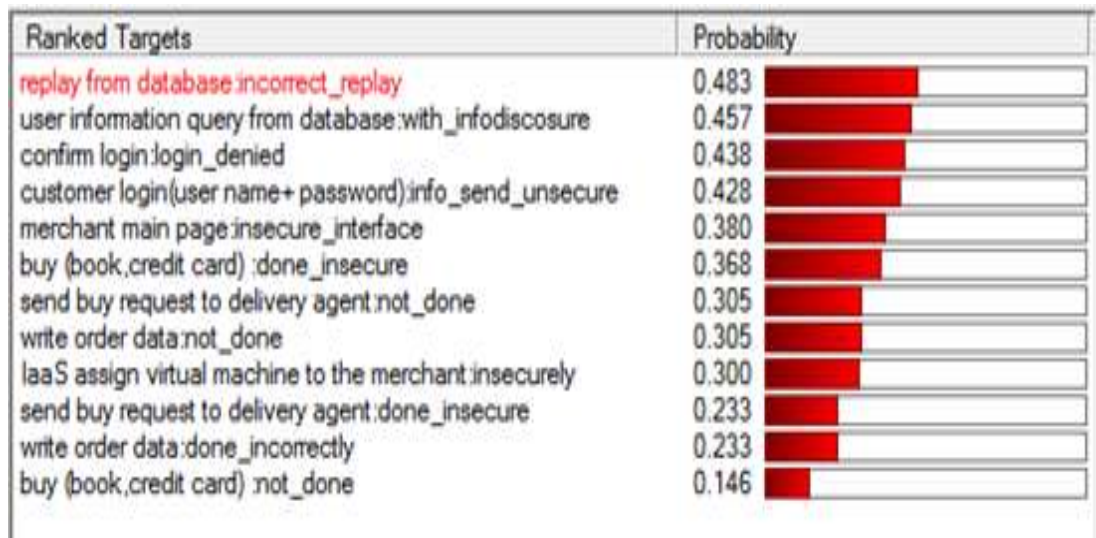 Ranked Targets Probability
replay from database:incorrect_replay 0.483
user information query from database:with_infodiscosure 0.457
confirm login:login_denied 0.438
customer login(user name+ password):info_send_unsecure 0.428
merchant main page:insecure_interface 0.380
buy (book,credit card) :done_insecure 0.368
send buy request to delivery agent:not_done 0.305
write order data:not_done 0.305
IaaS assign virtual machine to the merchant:insecurely 0.300
send buy request to delivery agent:done_insecure 0.233
write order data:done_incorrectly 0.233
buy (book,credit card) :not_done 0.146